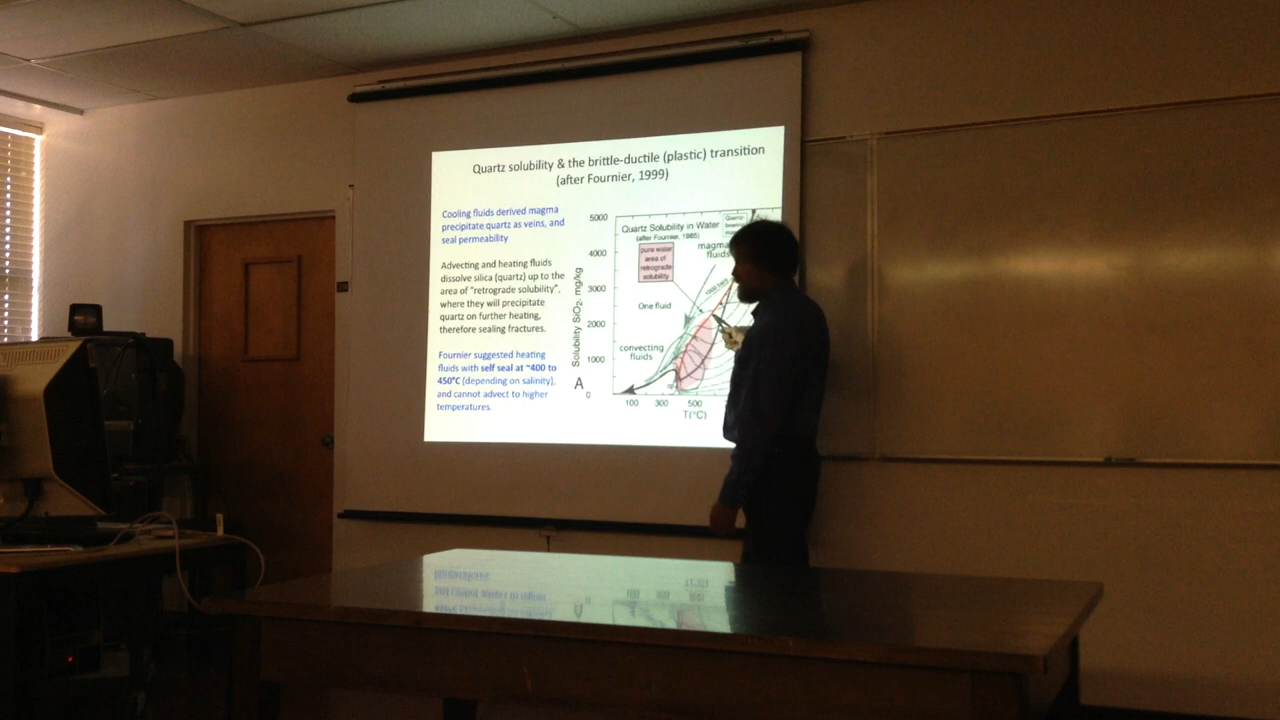 Quartz solubility & the brittle-ductile (plastic) transition
(after Fournier, 1999)
Cooling fluids derived magma
precipitate quartz as veins, and
seal permeability
Advecting and heating fluids
dissolve silica (quartz) up to the
area of "retrograde solubility",
where they will precipitate
quartz on further heating,
therefore sealing fractures.
Fournier suggested heating
fluids with self seal at ~400 to
450°C (depending on salinity),
and cannot advect to higher
temperatures.
Solubility SiO2, mg/kg
5000
4000
3000
2000
1000
0
A
Quartz Solubility in Water
(after Fournier, 1985)
pure water
area of
retrograde
solubility
Quartz-
magma
fluids
One fluid
convecting
fluids
100 300 500
T(°C)